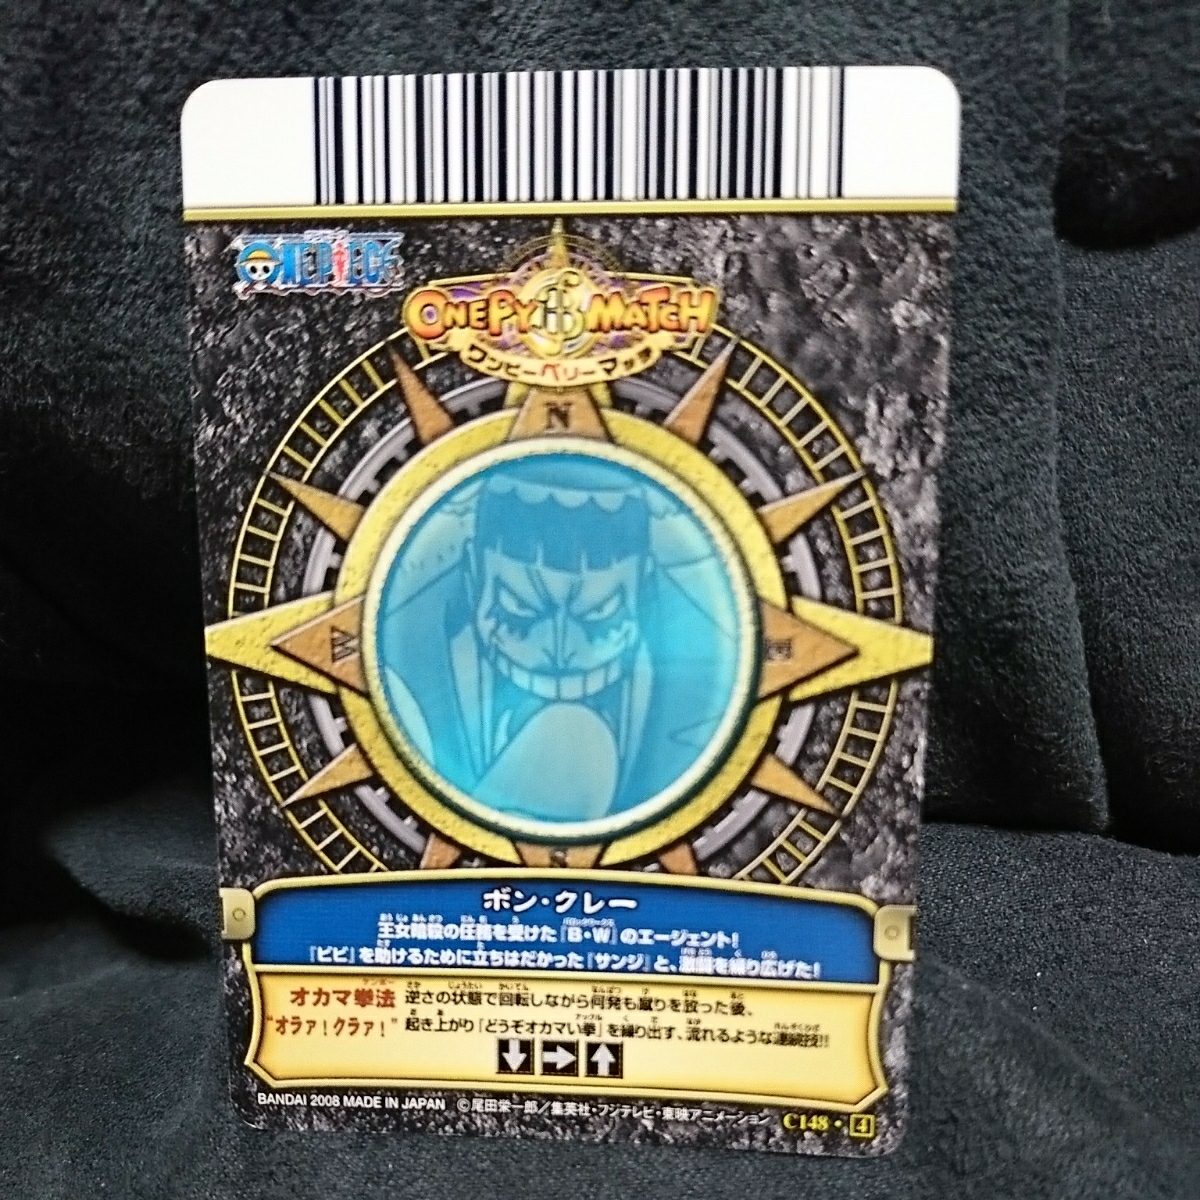 ONE PIECE
ONEPY MATCH
ワンピーベリーマッチ
N
W
E
S
ボン・クレー
王女暗殺の任務を受けた『B・W』のエージェント!
『ビビ』を助けるために立ちはだかった『サンジ』と、激闘を繰り広げた!
オカマ拳法 逆さの状態で回転しながら何発も蹴りを放った後、
"オラァ!クラァ!" 起き上がり『どうぞオカマい拳』を繰り出す、流れるような連続技!!
BANDAI 2008 MADE IN JAPAN ©尾田栄一郎/集英社・フジテレビ・東映アニメーション
C148・4